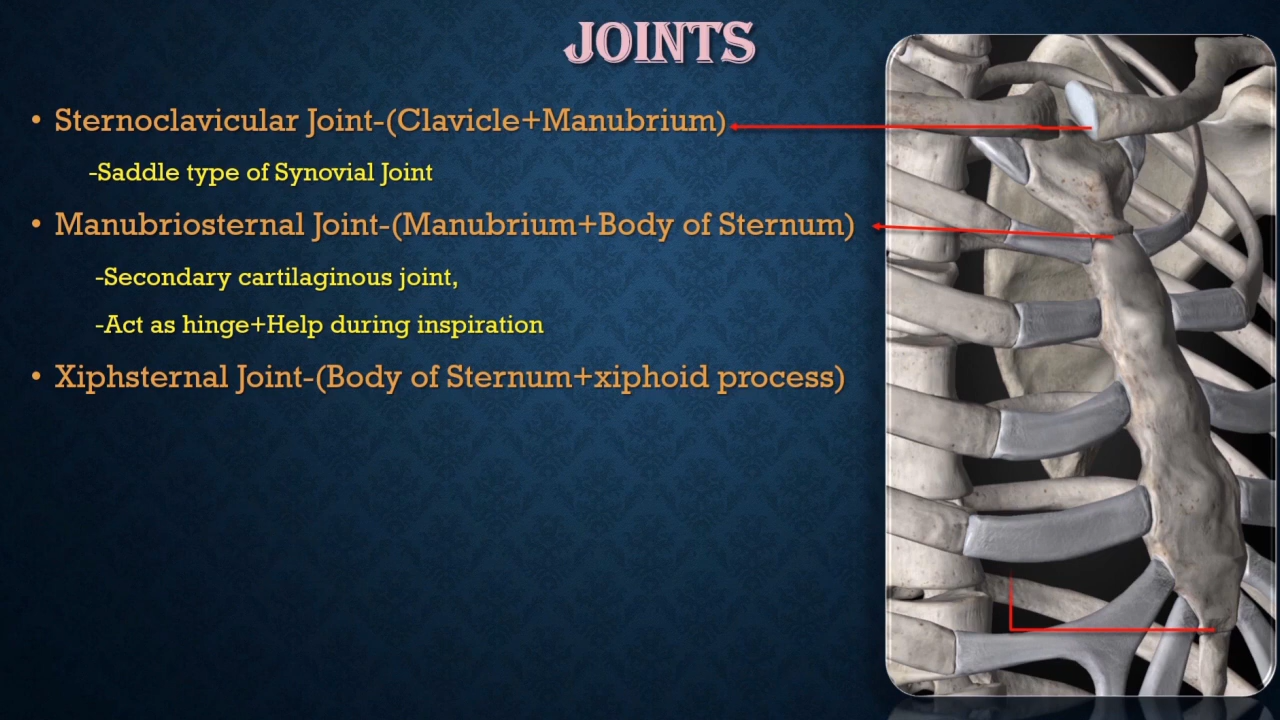 JOINTS
• Sternoclavicular Joint-(Clavicle+Manubrium)
-Saddle type of Synovial Joint
• Manubriosternal Joint-(Manubrium+Body of Sternum)
-Secondary cartilaginous joint,
-Act as hinge+Help during inspiration
• Xiphsternal Joint-(Body of Sternum+xiphoid process)